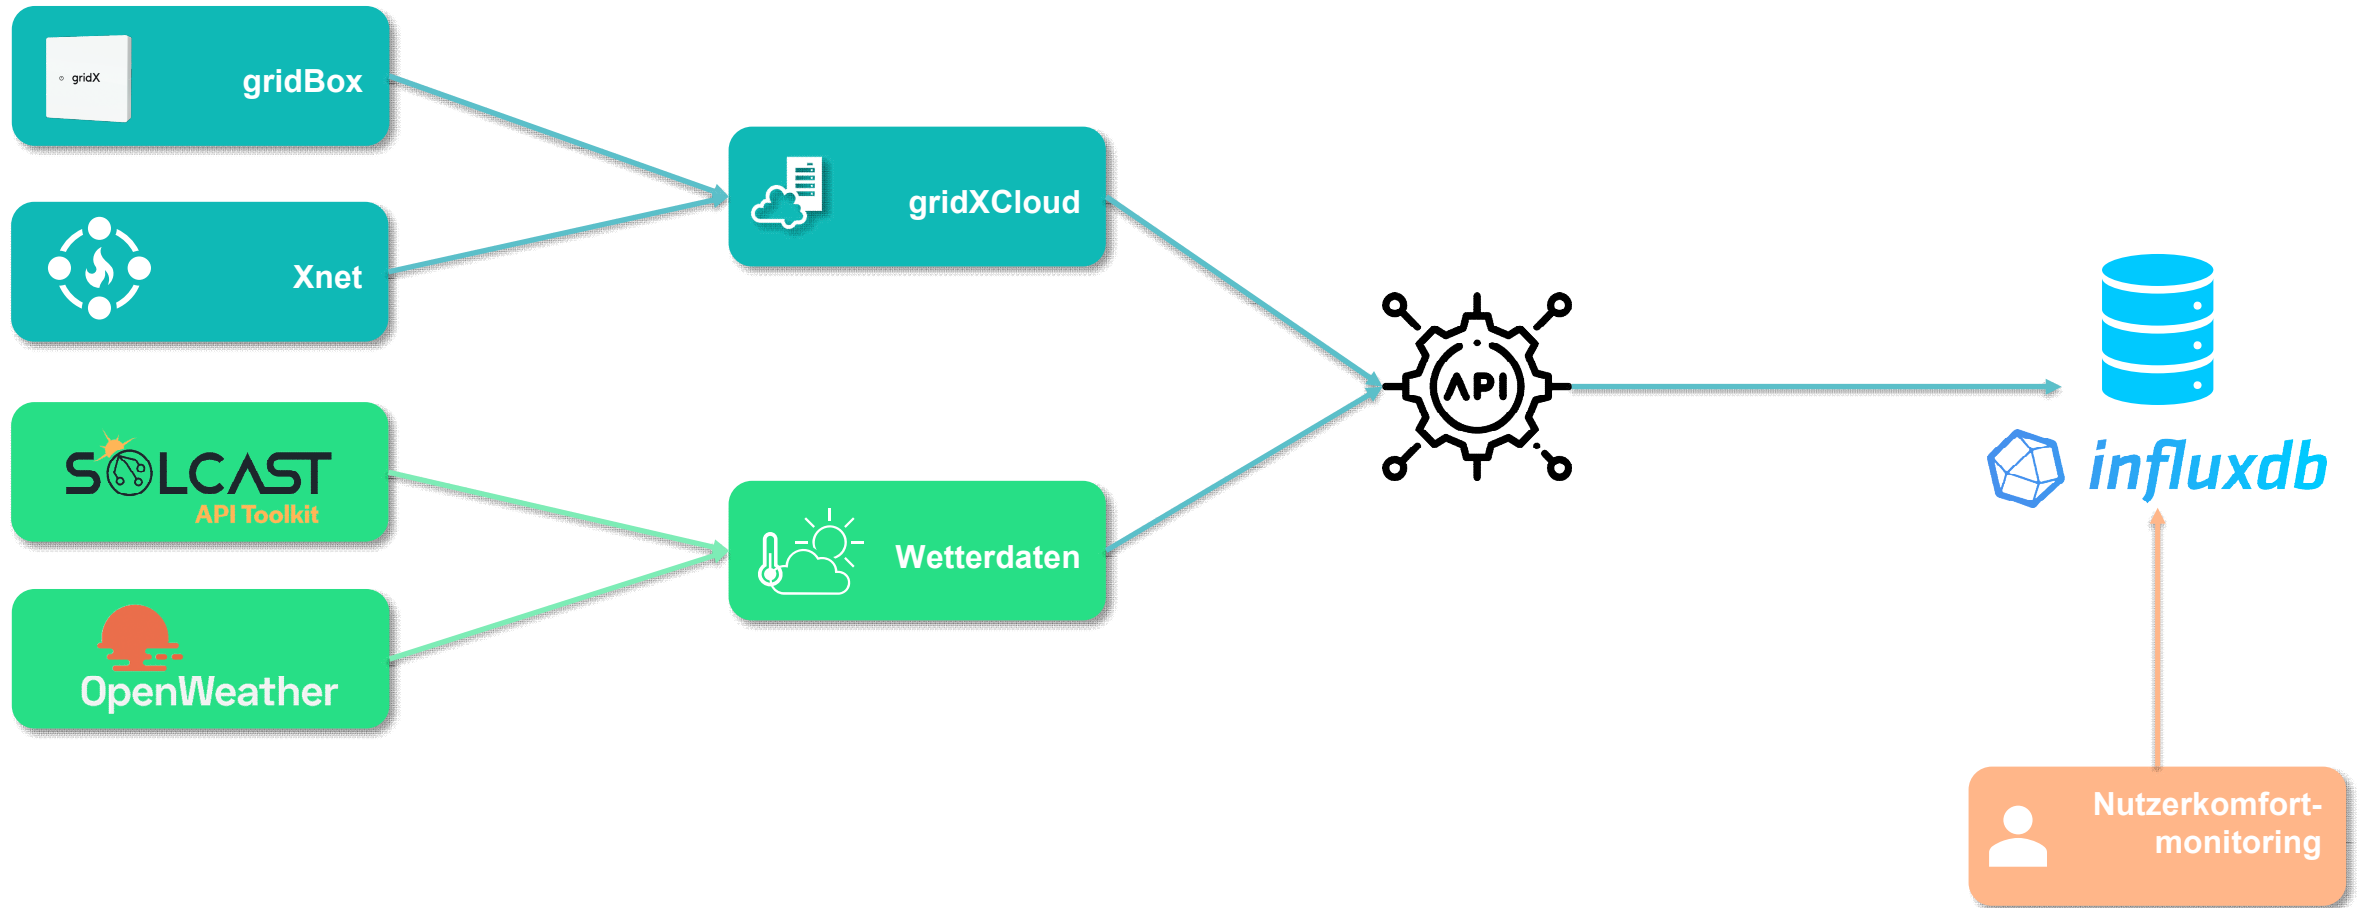 gridX
gridBox
Xnet
SOLCAST
API Toolkit
OpenWeather
gridXCloud
Wetterdaten
API
influxdb
Nutzerkomfort-
monitoring